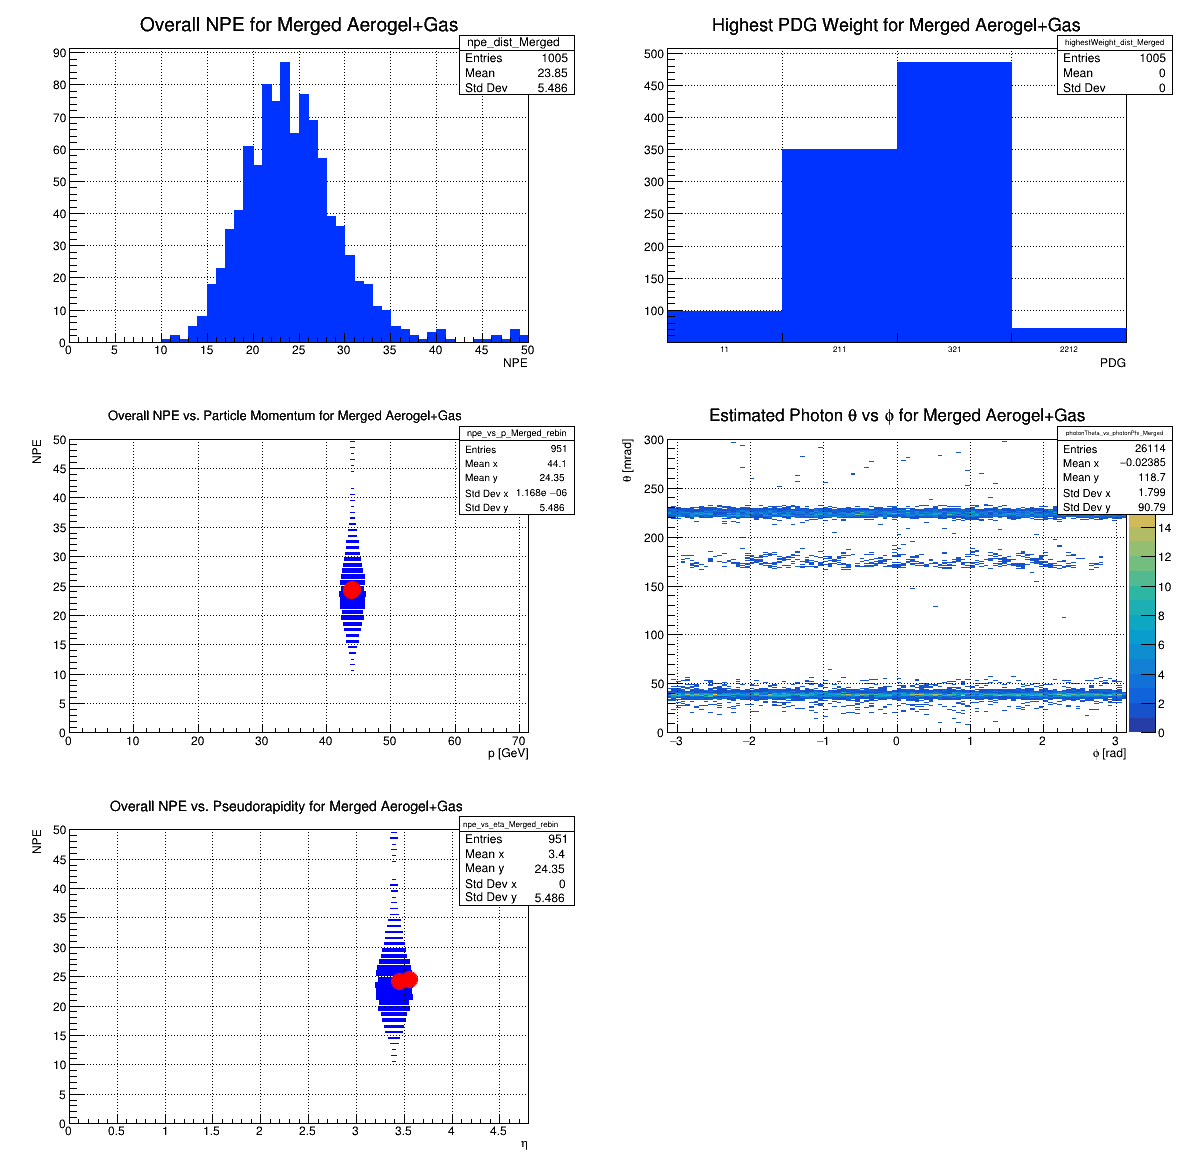 Overall NPE for Merged Aerogel+Gas
npe_dist_Merged
Entries 1005
Mean 23.85
Std Dev 5.486
90
80
70
60
50
40
30
20
10
0
0 5 10 15 20 25 30 35 40 45 50
NPE
Highest PDG Weight for Merged Aerogel+Gas
highestWeight_dist_Merged
Entries 1005
Mean 0
Std Dev 0
500
450
400
350
300
250
200
150
100
11 211 321 2212
PDG
Overall NPE vs. Particle Momentum for Merged Aerogel+Gas
npe_vs_p_Merged_rebin
Entries 951
Mean x 44.1
Mean y 24.35
Std Dev x 1.168e −06
Std Dev y 5.486
NPE
50
45
40
35
30
25
20
15
10
5
0
0 10 20 30 40 50 60 70
p [GeV]
Estimated Photon θ vs ϕ for Merged Aerogel+Gas
photonTheta_vs_photonPhi_Merged
Entries 26114
Mean x −0.02385
Mean y 118.7
Std Dev x 1.799
Std Dev y 90.79
θ [mrad]
300
250
200
150
100
50
0
−3 −2 −1 0 1 2 3
ϕ [rad]
14
12
10
8
6
4
2
0
Overall NPE vs. Pseudorapidity for Merged Aerogel+Gas
npe_vs_eta_Merged_rebin
Entries 951
Mean x 3.4
Mean y 24.35
Std Dev x 0
Std Dev y 5.486
NPE
50
45
40
35
30
25
20
15
10
5
0
0 0.5 1 1.5 2 2.5 3 3.5 4 4.5
η